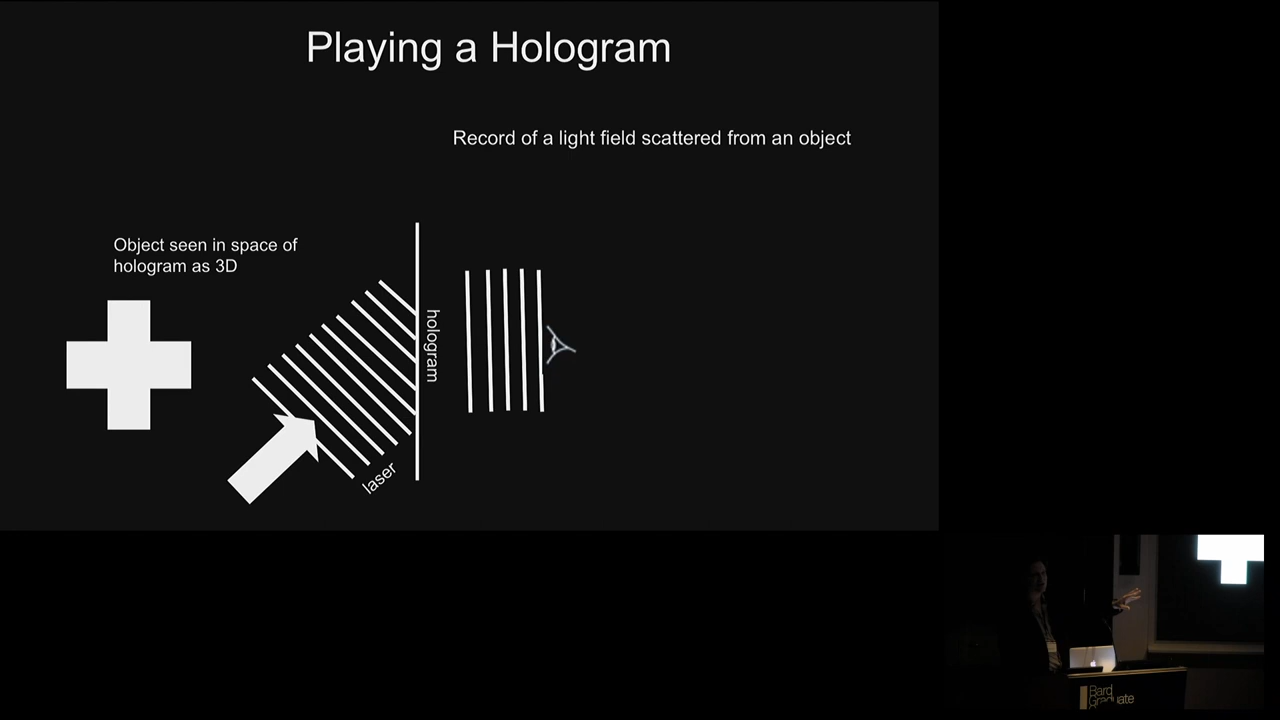 Playing a Hologram
Record of a light field scattered from an object
Object seen in space of
hologram as 3D
hologram
laser
Bard
Graduate